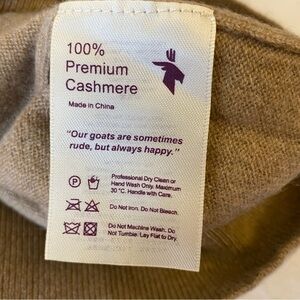 100%
Premium
Cashmere
Made in China
"Our goats are sometimes
rude, but always happy."
P
Professional Dry Clean or
Hand Wash Only. Maximum
30 °C. Handle with Care.
Do Not Iron. Do Not Bleach.
Do Not Machine Wash. Do
Not Tumble. Lay Flat to Dry.